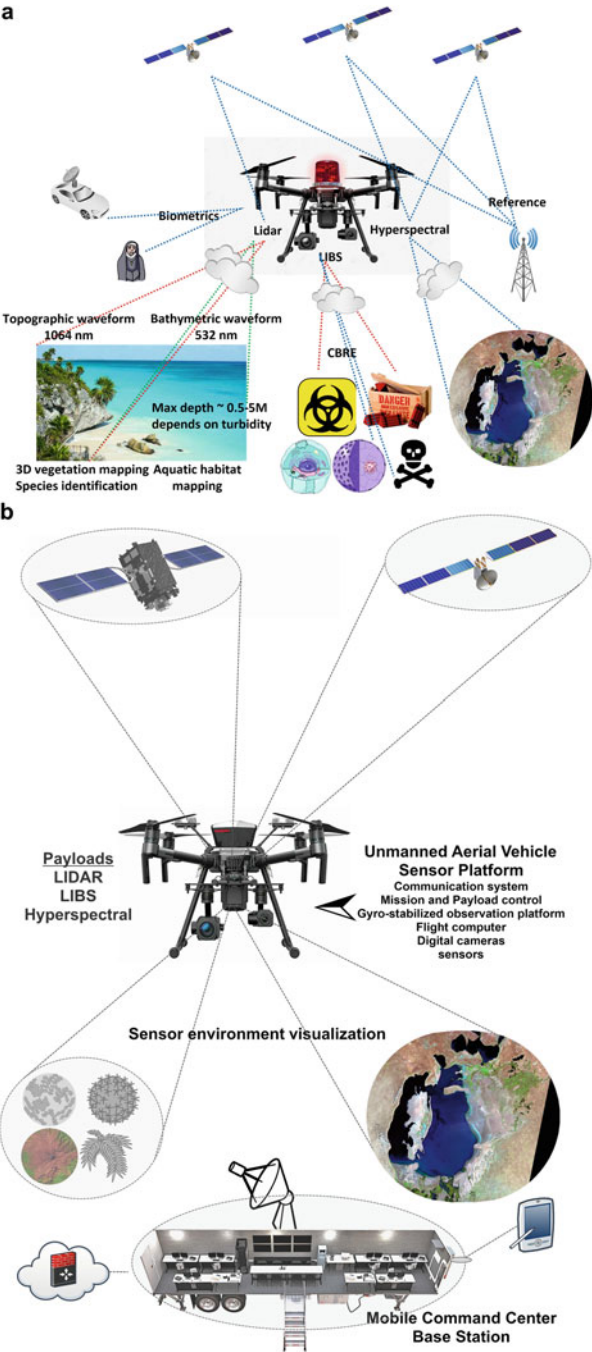 a
Reference
Biometrics
Lidar
Hyperspectral
LIBS
Topographic waveform
1064 nm
Bathymetric waveform
532 nm
CBRE
DANGER
Max depth ~ 0.5-5M
depends on turbidity
3D vegetation mapping
Species identification
Aquatic habitat
mapping
b
Payloads
LIDAR
LIBS
Hyperspectral
Unmanned Aerial Vehicle
Sensor Platform
Communication system
Mission and Payload control
Gyro-stabilized observation platform
Flight computer
Digital cameras
sensors
Sensor environment visualization
Mobile Command Center
Base Station